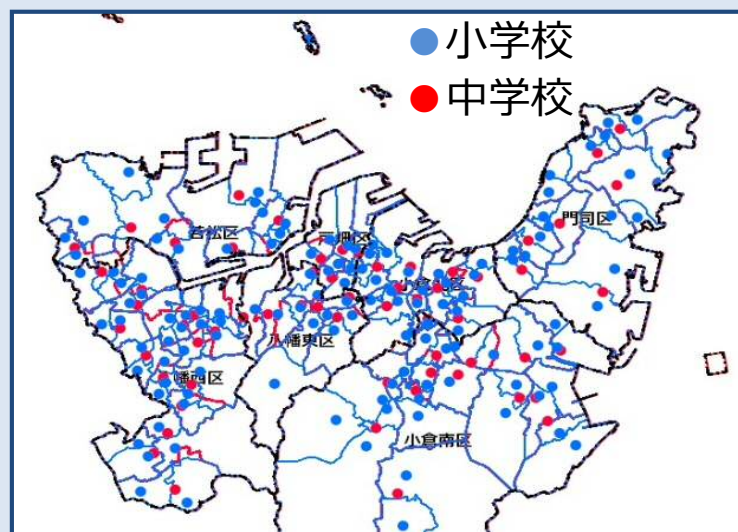 小学校
中学校
門司区
若松区
戸畑区
小倉北区
八幡東区
八幡西区
小倉南区